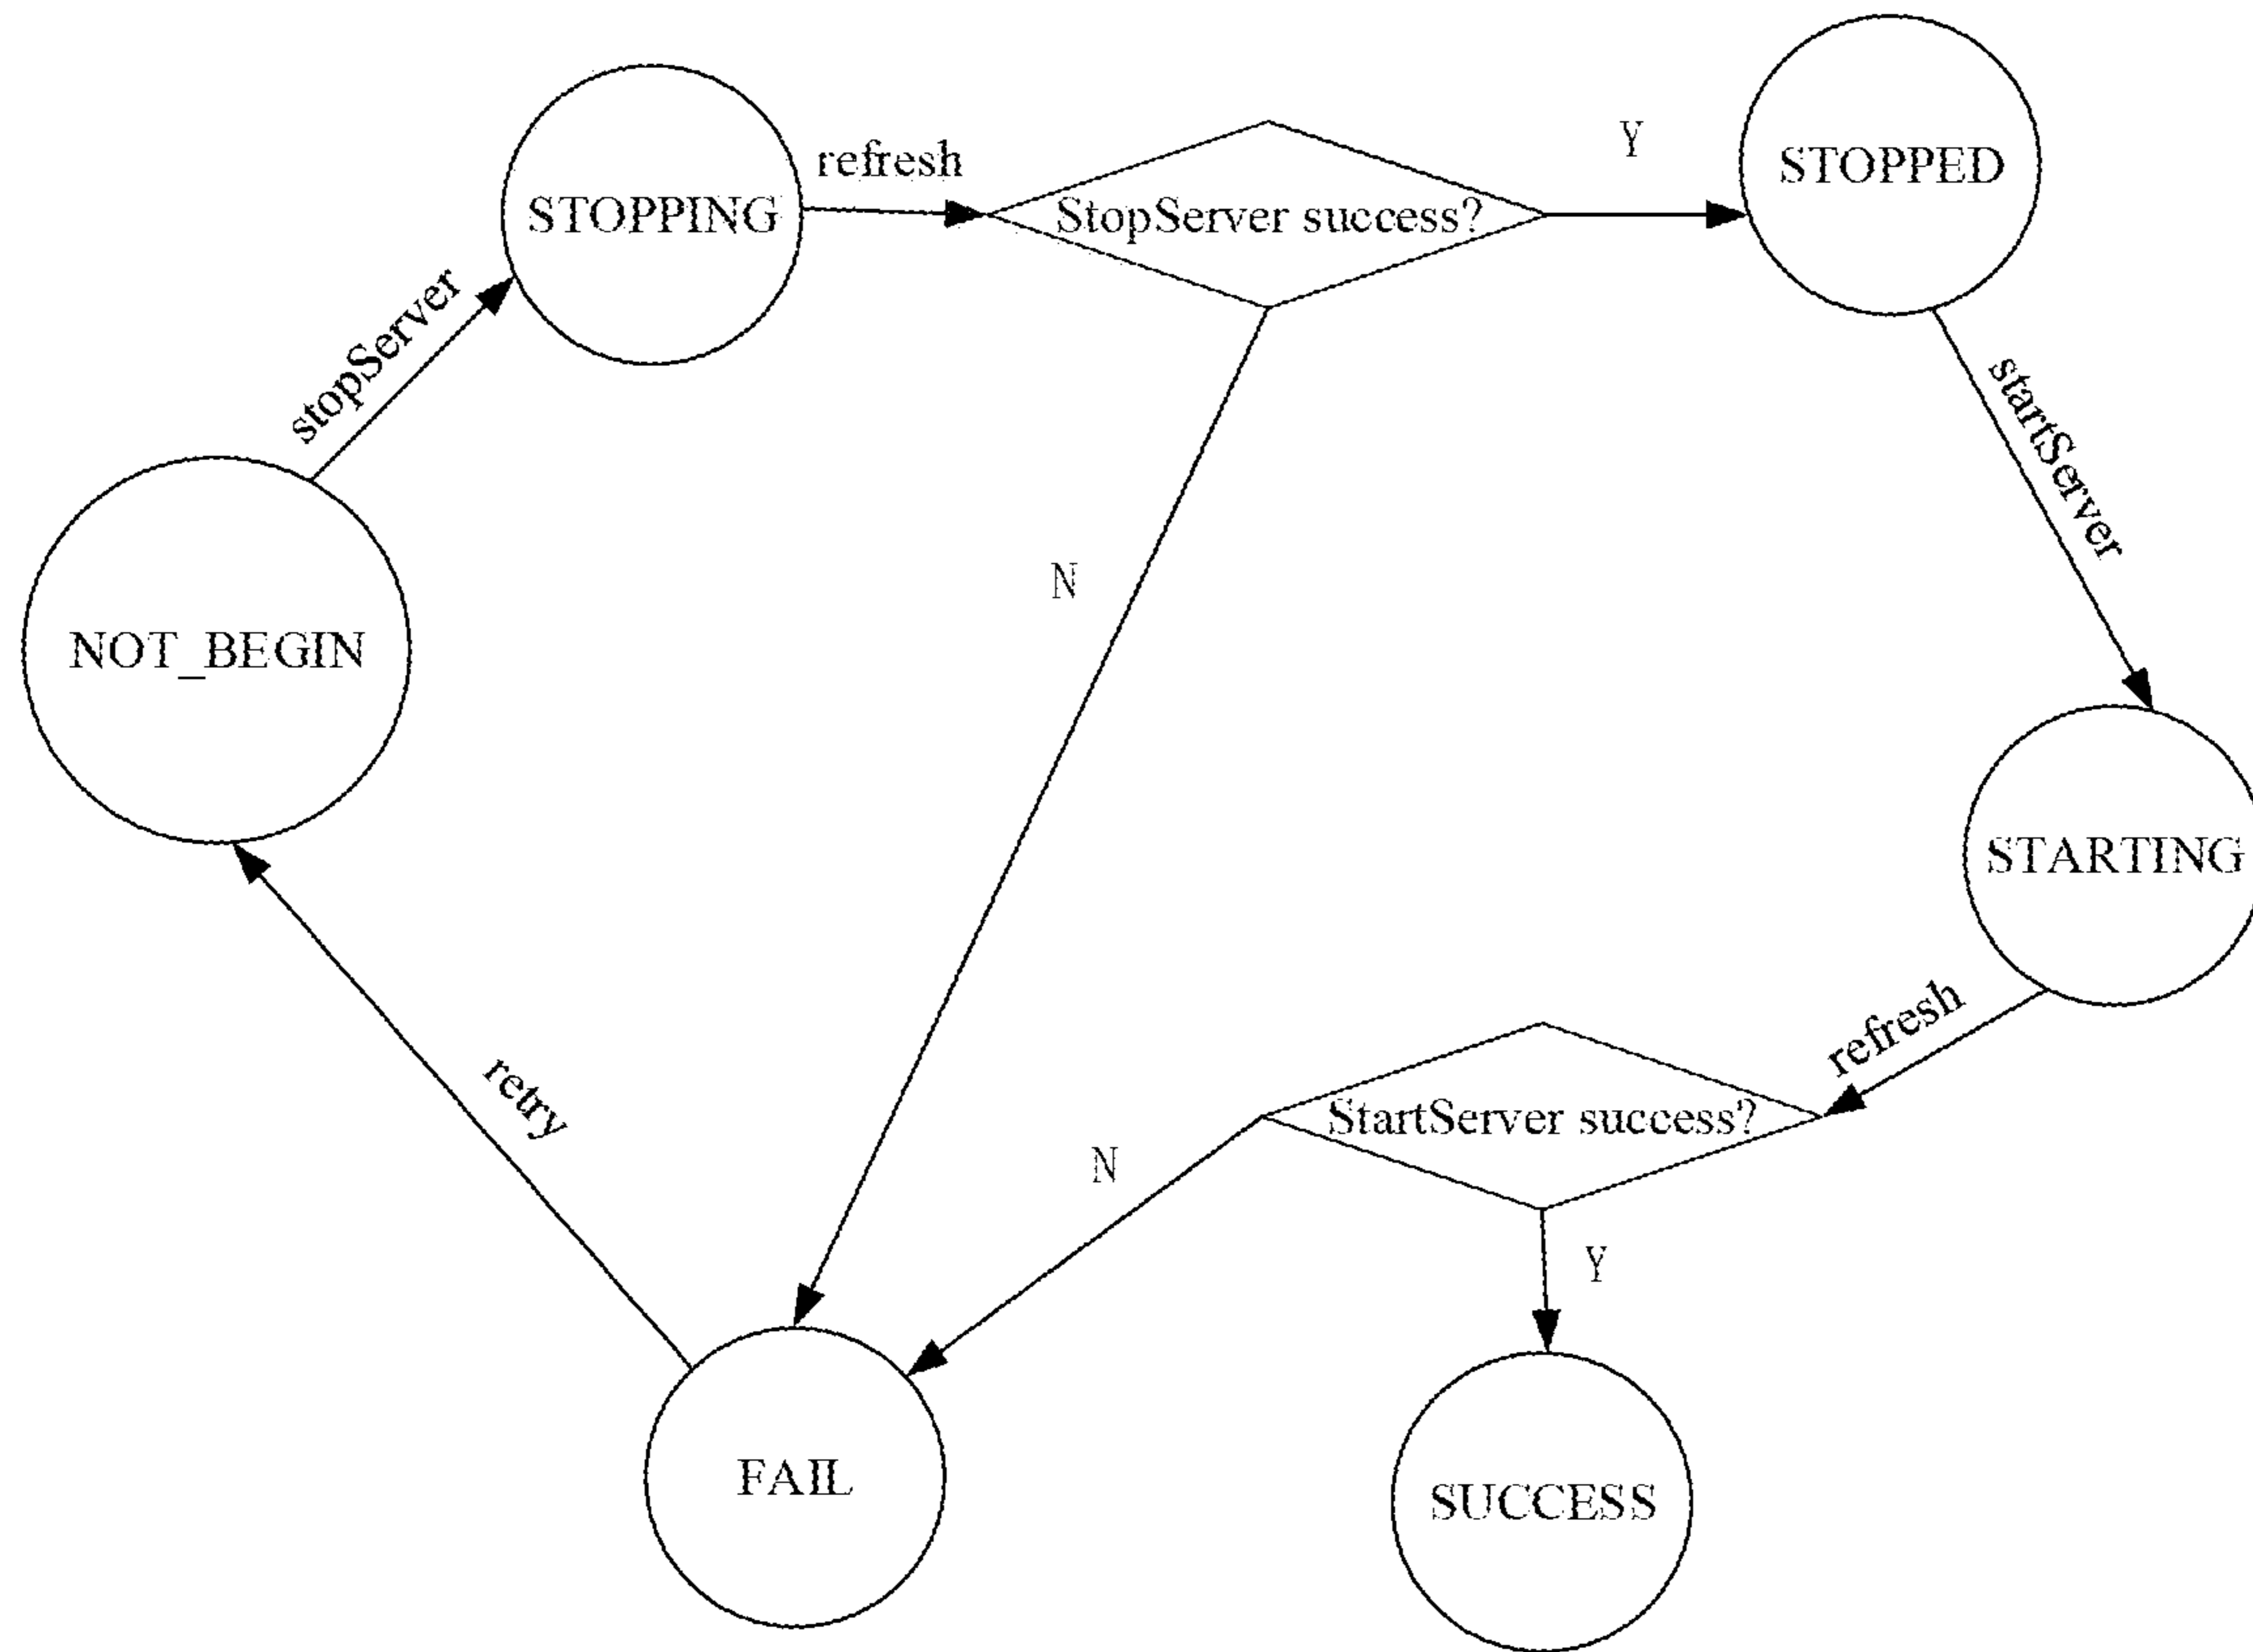 STOPPED
Y
refresh
STOPPING
StopServer success?
stopServer
startServer
N
NOT_BEGIN
STARTING
refresh
retry
StartServer success?
N
Y
FAIL
SUCCESS